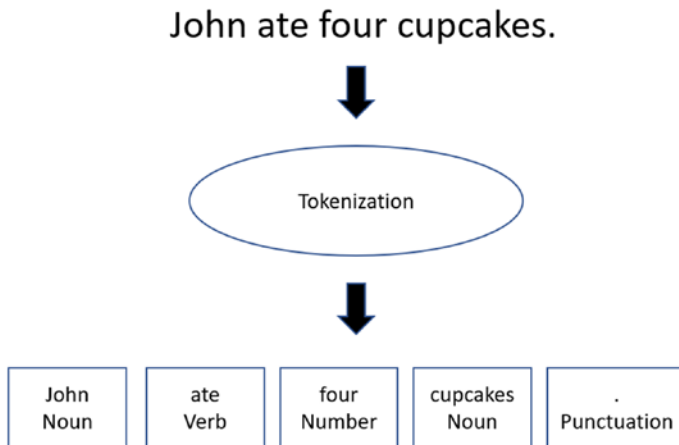 John ate four cupcakes.
Tokenization
John
Noun
ate
Verb
four
Number
cupcakes
Noun
.
Punctuation